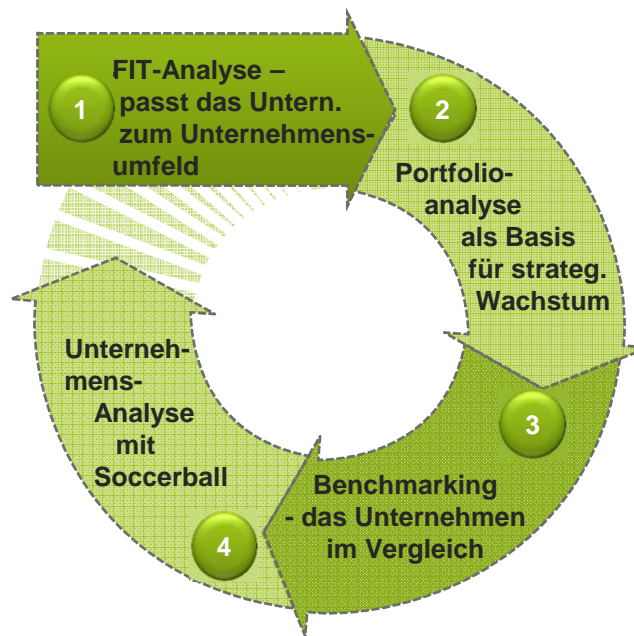 1
FIT-Analyse –
passt das Untern.
zum Unternehmens-
umfeld
2
Portfolio-
analyse
als Basis
für strateg.
Wachstum
3
Benchmarking
- das Unternehmen
im Vergleich
4
Unterneh-
mens-
Analyse
mit
Soccerball